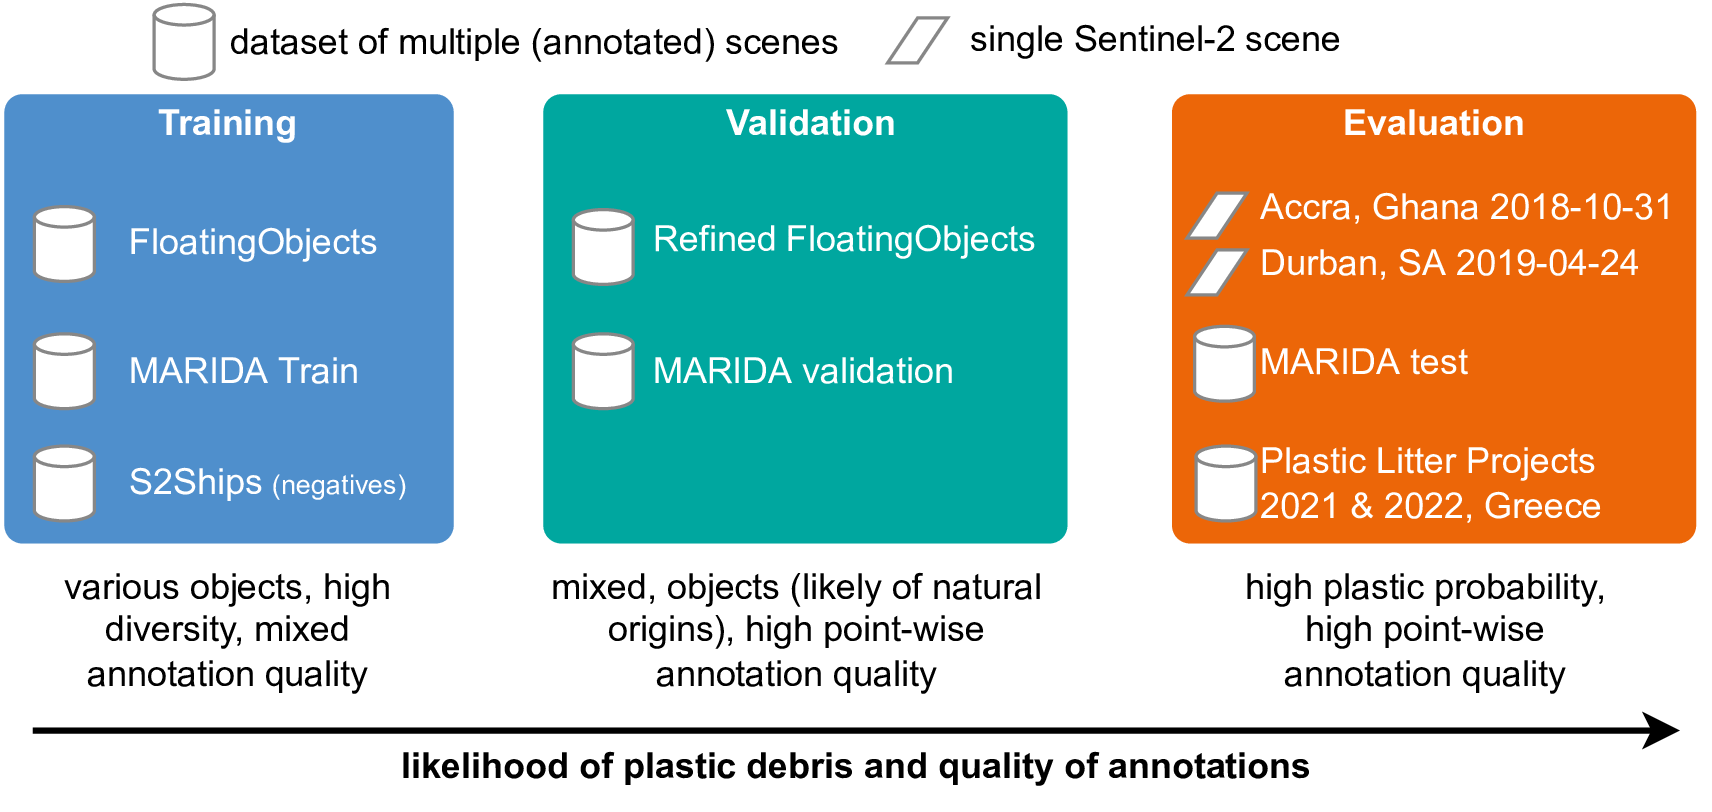 dataset of multiple (annotated) scenes
single Sentinel-2 scene
Training
FloatingObjects
MARIDA Train
S2Ships (negatives)
various objects, high
diversity, mixed
annotation quality
Validation
Refined FloatingObjects
MARIDA validation
mixed, objects (likely of natural
origins), high point-wise
annotation quality
Evaluation
Accra, Ghana 2018-10-31
Durban, SA 2019-04-24
MARIDA test
Plastic Litter Projects
2021 & 2022, Greece
high plastic probability,
high point-wise
annotation quality
likelihood of plastic debris and quality of annotations